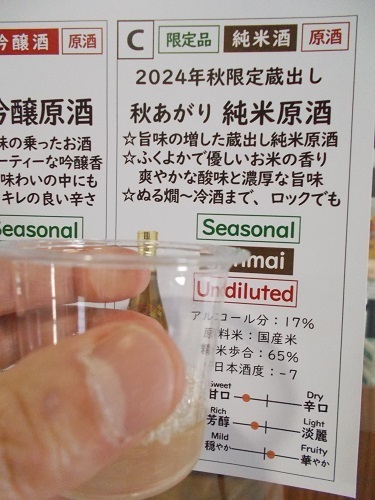 吟醸酒 原酒
吟醸原酒
味の乗ったお酒
ーティーな吟醸香
味わいの中にも
キレの良い辛さ
Seasonal
C 限定品 純米酒 原酒
2024年秋限定蔵出し
秋あがり 純米原酒
☆旨味の増した蔵出し純米原酒
☆ふくよかで優しいお米の香り
爽やかな酸味と濃厚な旨味
☆ぬる燗～冷酒まで、ロックでも
Seasonal
nmai
Undiluted
アルコール分：17%
原料米：国産米
精米歩合：65%
日本酒度：-7
Sweet 甘口 Dry 辛口
Rich 芳醇 Light 淡麗
Mild 穏やか Fruity 華やか